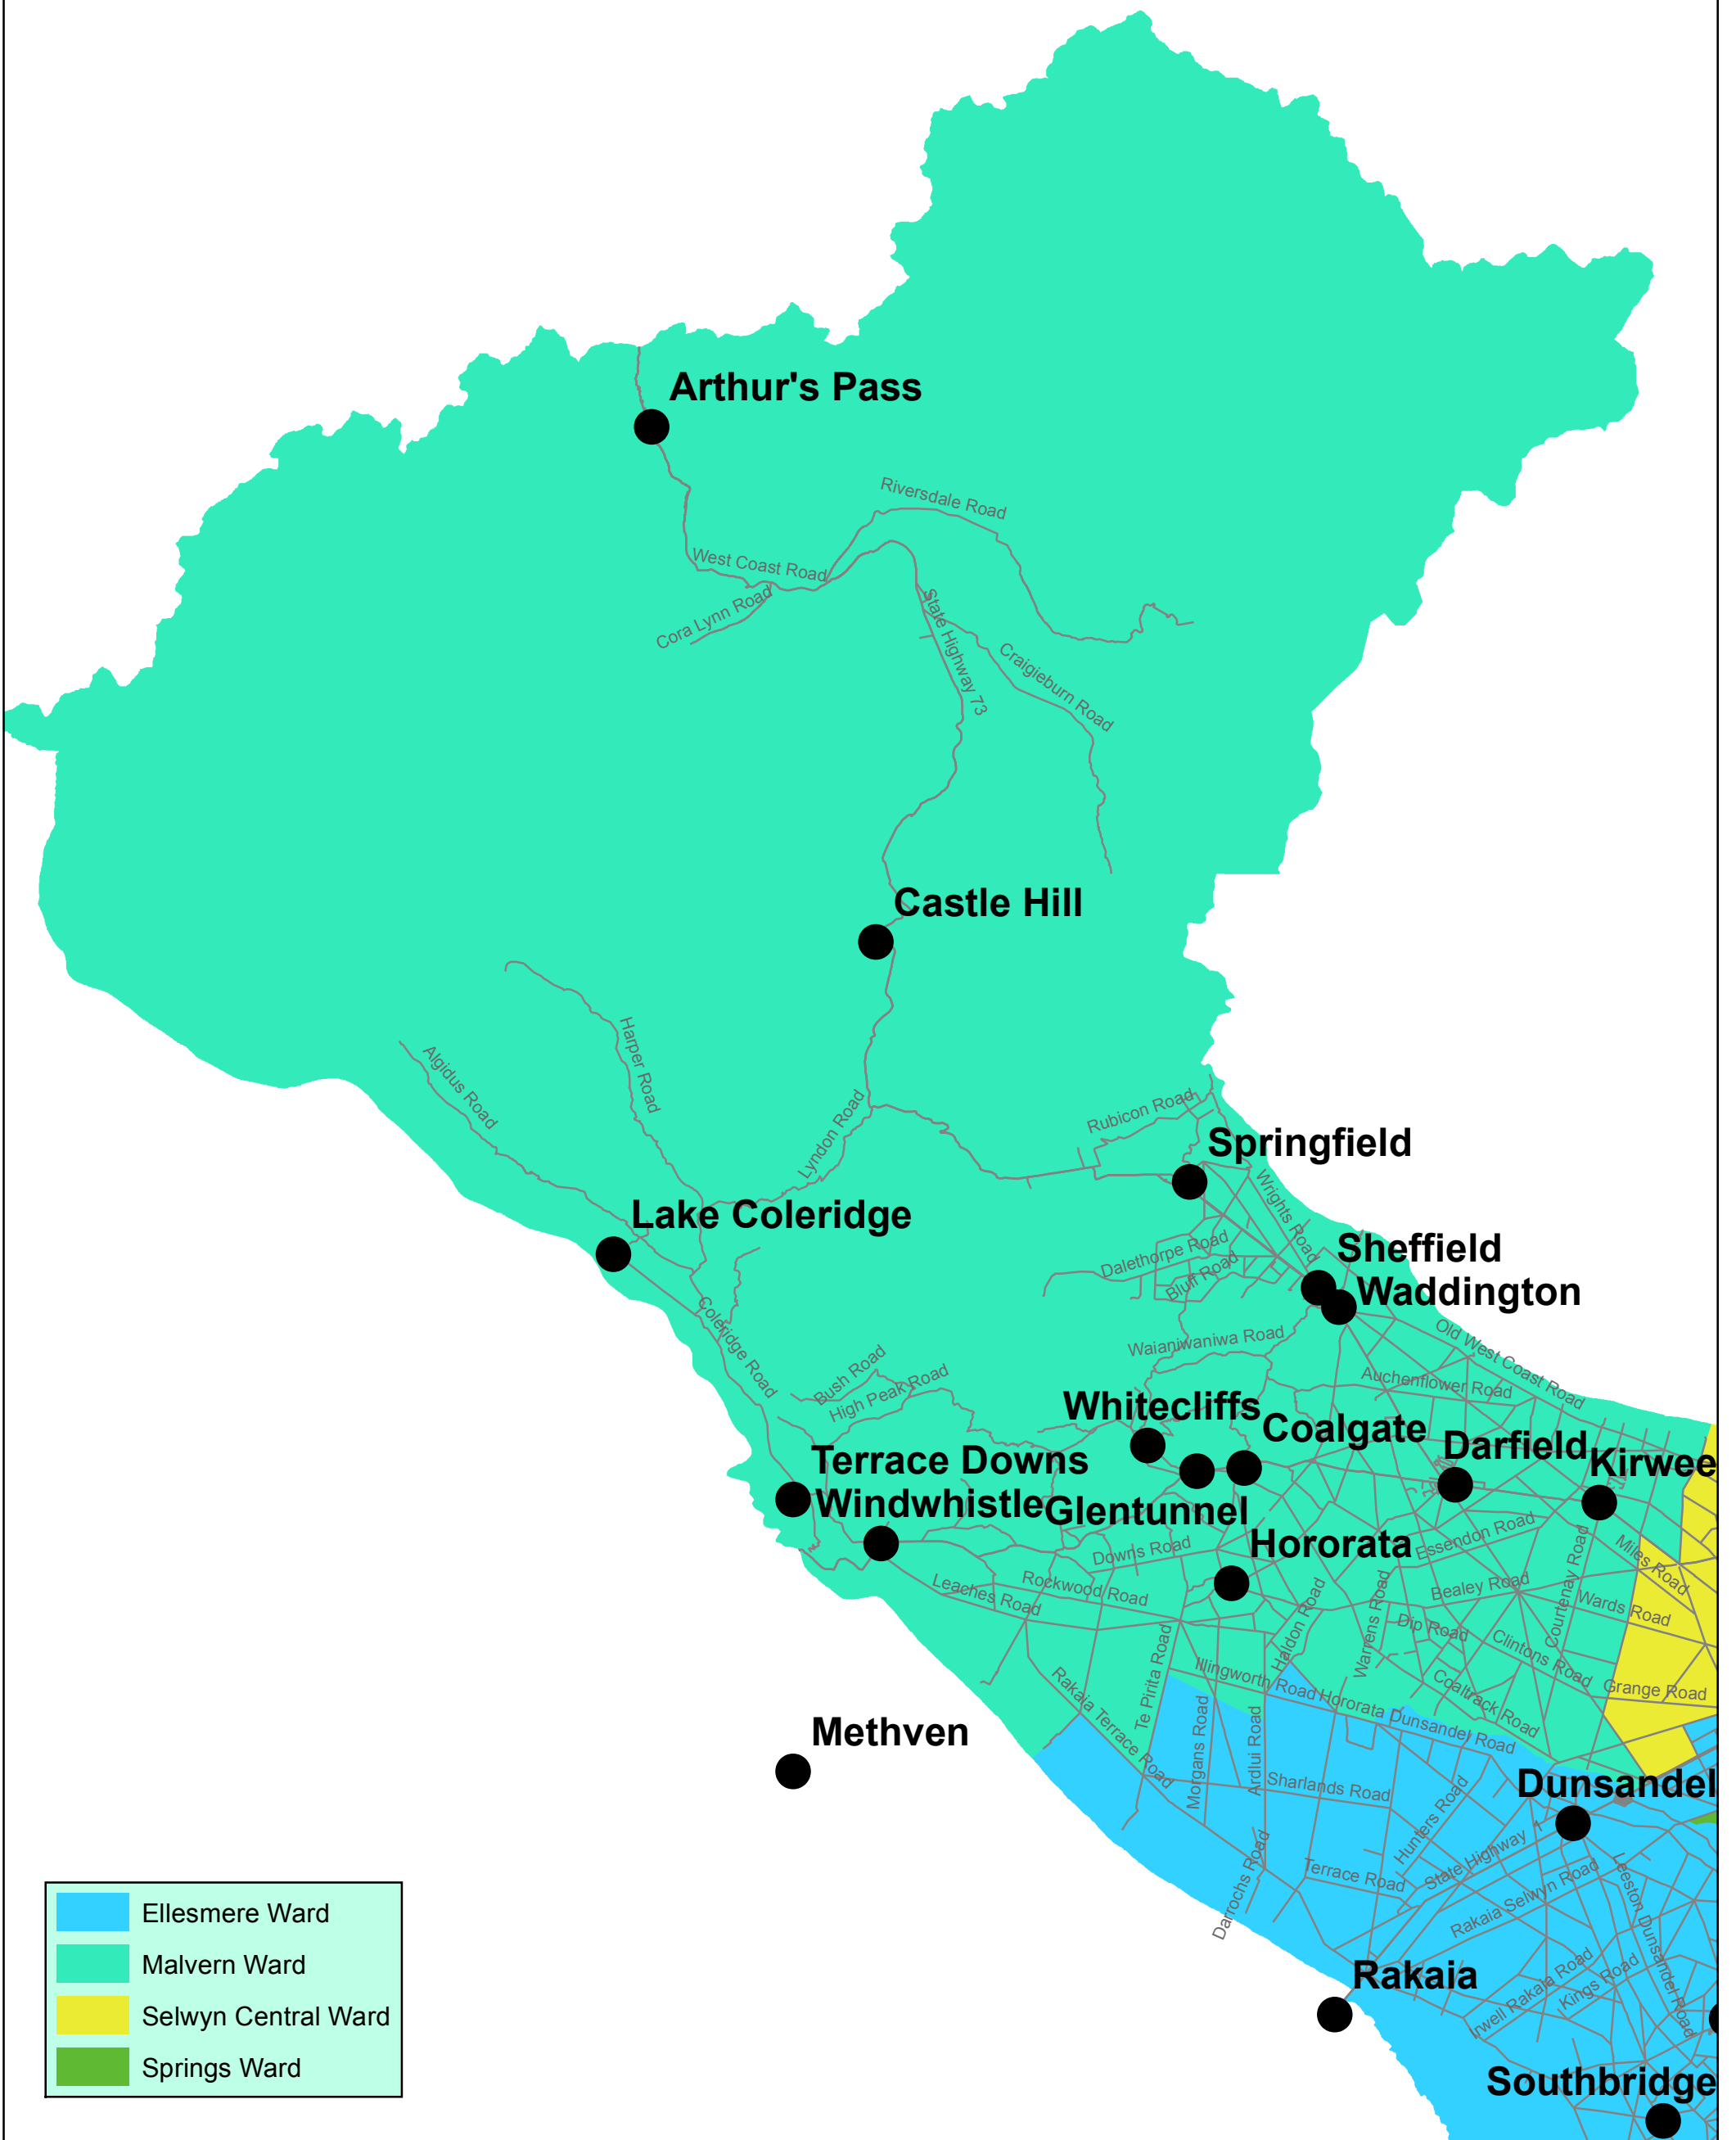 Arthur's Pass
Riversdale Road
West Coast Road
Cora Lynn Road
State Highway 73
Craigieburn Road
Castle Hill
Harper Road
Algidus Road
Lyndon Road
Rubicon Road
Springfield
Wrights Road
Lake Coleridge
Dalethorpe Road
Bluff Road
Sheffield
Waddington
Coleridge Road
Waianiwaniwa Road
Old West Coast Road
Bush Road
High Peak Road
Auchenflower Road
Whitecliffs
Coalgate
Darfield
Kirwee
Terrace Downs
Windwhistle
Glentunnel
Hororata
Downs Road
Essendon Road
Miles Road
Leaches Road
Rockwood Road
Haldon Road
Warrens Road
Bealey Road
Courtenay Road
Wards Road
Dip Road
Clintons Road
Te Pirita Road
Illingworth Road
Hororata Dunsandel Road
Coaltrack Road
Grange Road
Rakaia Terrace Road
Morgans Road
Ardlui Road
Methven
Sharlands Road
Dunsandel
Hunters Road
State Highway 1
Darrochs Road
Terrace Road
Rakaia Selwyn Road
Leeston Dunsandel Road
Rakaia
rwell Rakaia Road
Kings Road
Southbridge
Ellesmere Ward
Malvern Ward
Selwyn Central Ward
Springs Ward